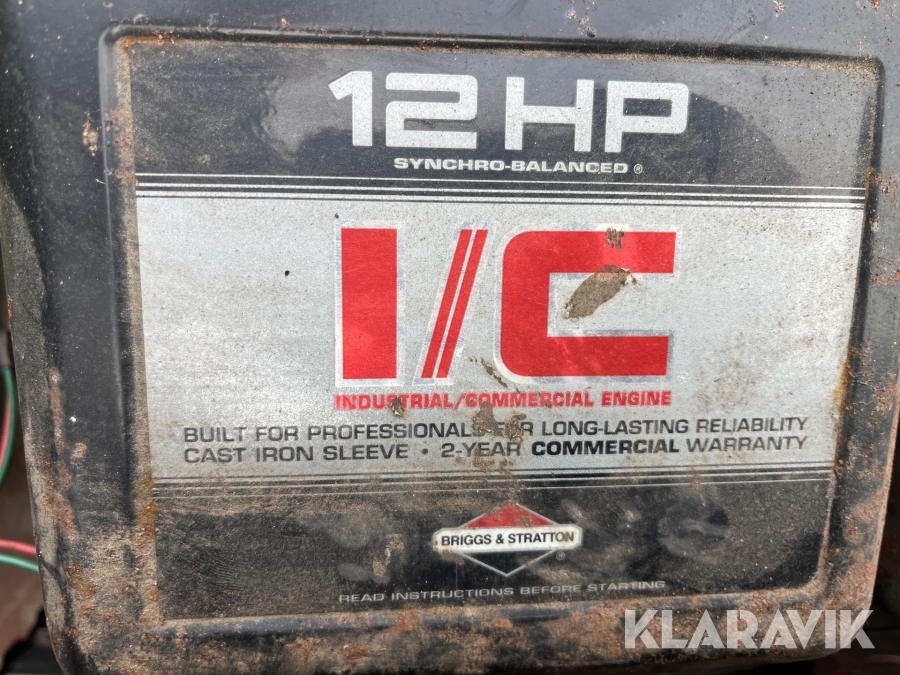 12 HP
SYNCHRO-BALANCED ®
I/C
INDUSTRIAL/COMMERCIAL ENGINE
BUILT FOR PROFESSIONALS FOR LONG-LASTING RELIABILITY
CAST IRON SLEEVE • 2-YEAR COMMERCIAL WARRANTY
BRIGGS & STRATTON
®
READ INSTRUCTIONS BEFORE STARTING
KLARAVIK